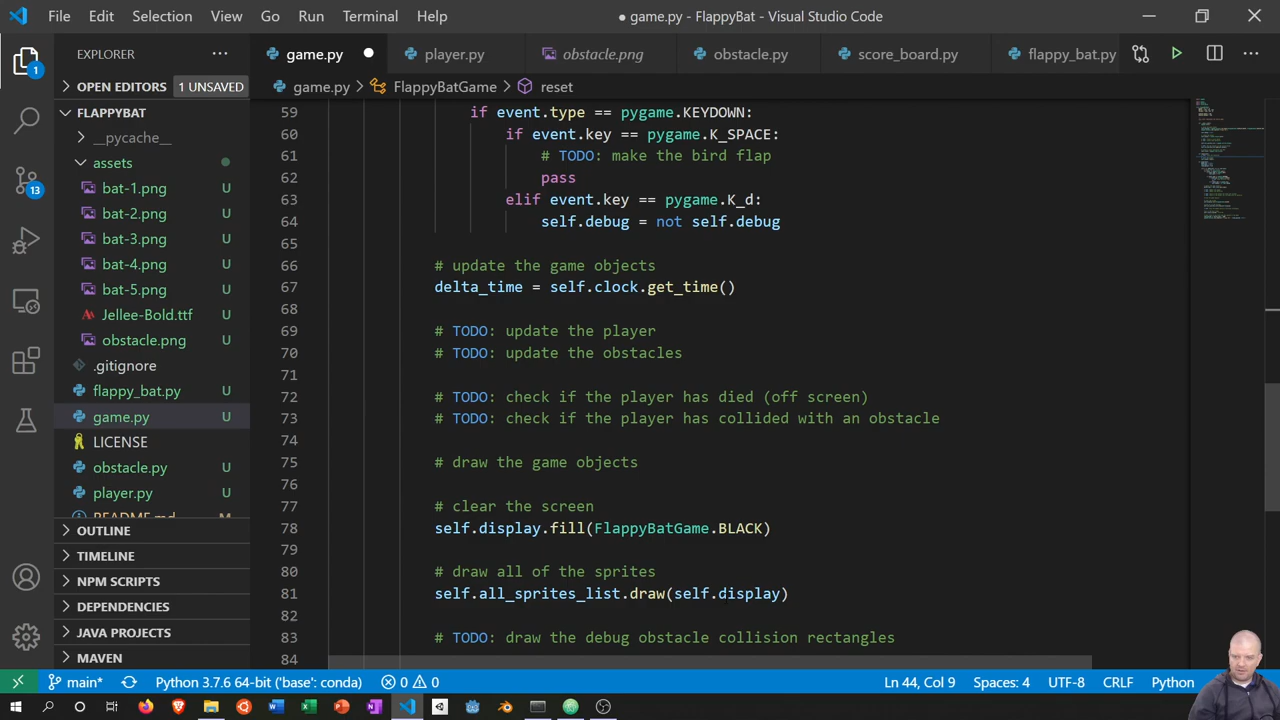 File Edit Selection View Go Run Terminal Help
● game.py - FlappyBat - Visual Studio Code
EXPLORER
game.py
player.py
obstacle.png
obstacle.py
score_board.py
flappy_bat.py
OPEN EDITORS 1 UNSAVED
game.py > FlappyBatGame > reset
FLAPPYBAT
__pycache__
assets
bat-1.png U
bat-2.png U
bat-3.png U
bat-4.png U
bat-5.png U
Jellee-Bold.ttf U
obstacle.png U
.gitignore
flappy_bat.py U
game.py U
LICENSE
obstacle.py U
player.py U
README.md M
OUTLINE
TIMELINE
NPM SCRIPTS
DEPENDENCIES
JAVA PROJECTS
MAVEN
1
13
59 if event.type == pygame.KEYDOWN:
60 if event.key == pygame.K_SPACE:
61 # TODO: make the bird flap
62 pass
63 elif event.key == pygame.K_d:
64 self.debug = not self.debug
65
66 # update the game objects
67 delta_time = self.clock.get_time()
68
69 # TODO: update the player
70 # TODO: update the obstacles
71
72 # TODO: check if the player has died (off screen)
73 # TODO: check if the player has collided with an obstacle
74
75 # draw the game objects
76
77 # clear the screen
78 self.display.fill(FlappyBatGame.BLACK)
79
80 # draw all of the sprites
81 self.all_sprites_list.draw(self.display)
82
83 # TODO: draw the debug obstacle collision rectangles
84
main* Python 3.7.6 64-bit ('base': conda) 0 0 Ln 44, Col 9 Spaces: 4 UTF-8 CRLF Python